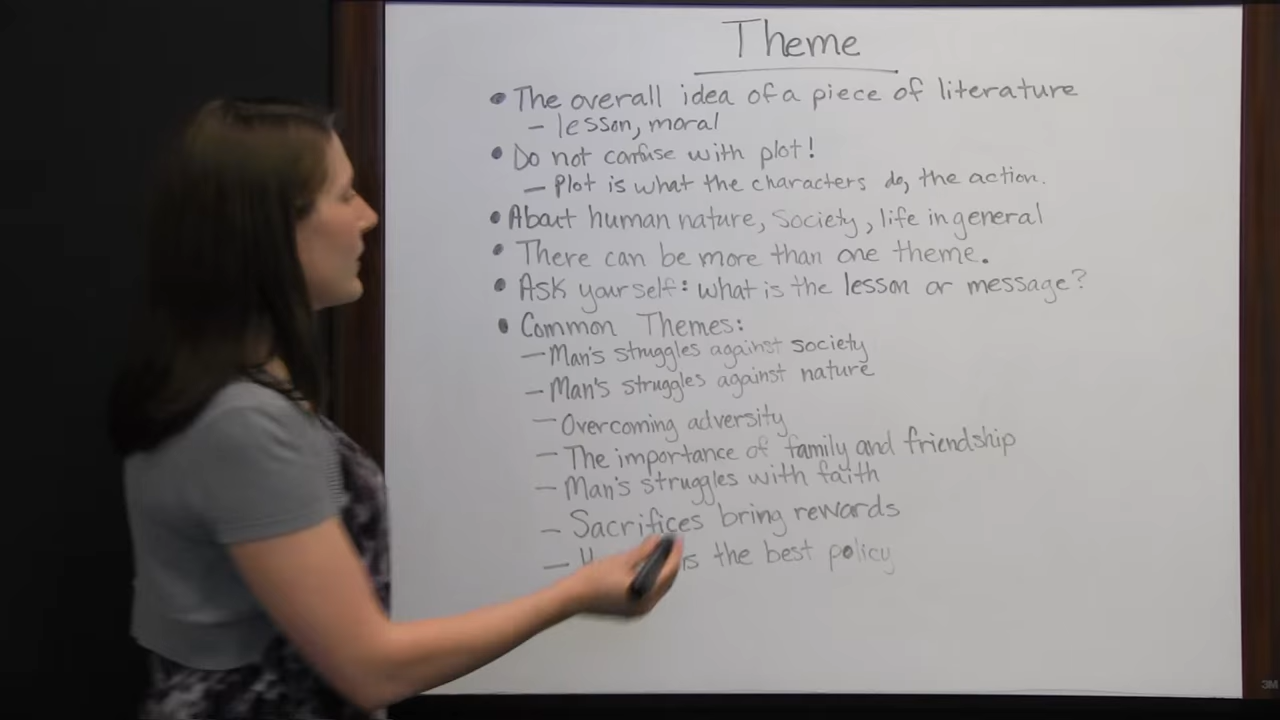 Theme
• The overall idea of a piece of literature
– lesson, moral
• Do not confuse with plot!
– Plot is what the characters do, the action.
• About human nature, Society, life in general
• There can be more than one theme.
• Ask yourself: what is the lesson or message?
• Common Themes:
– Man's struggles against society
– Man's struggles against nature
– Overcoming adversity
– The importance of family and friendship
– Man's struggles with faith
– Sacrifices bring rewards
– the best policy
3M